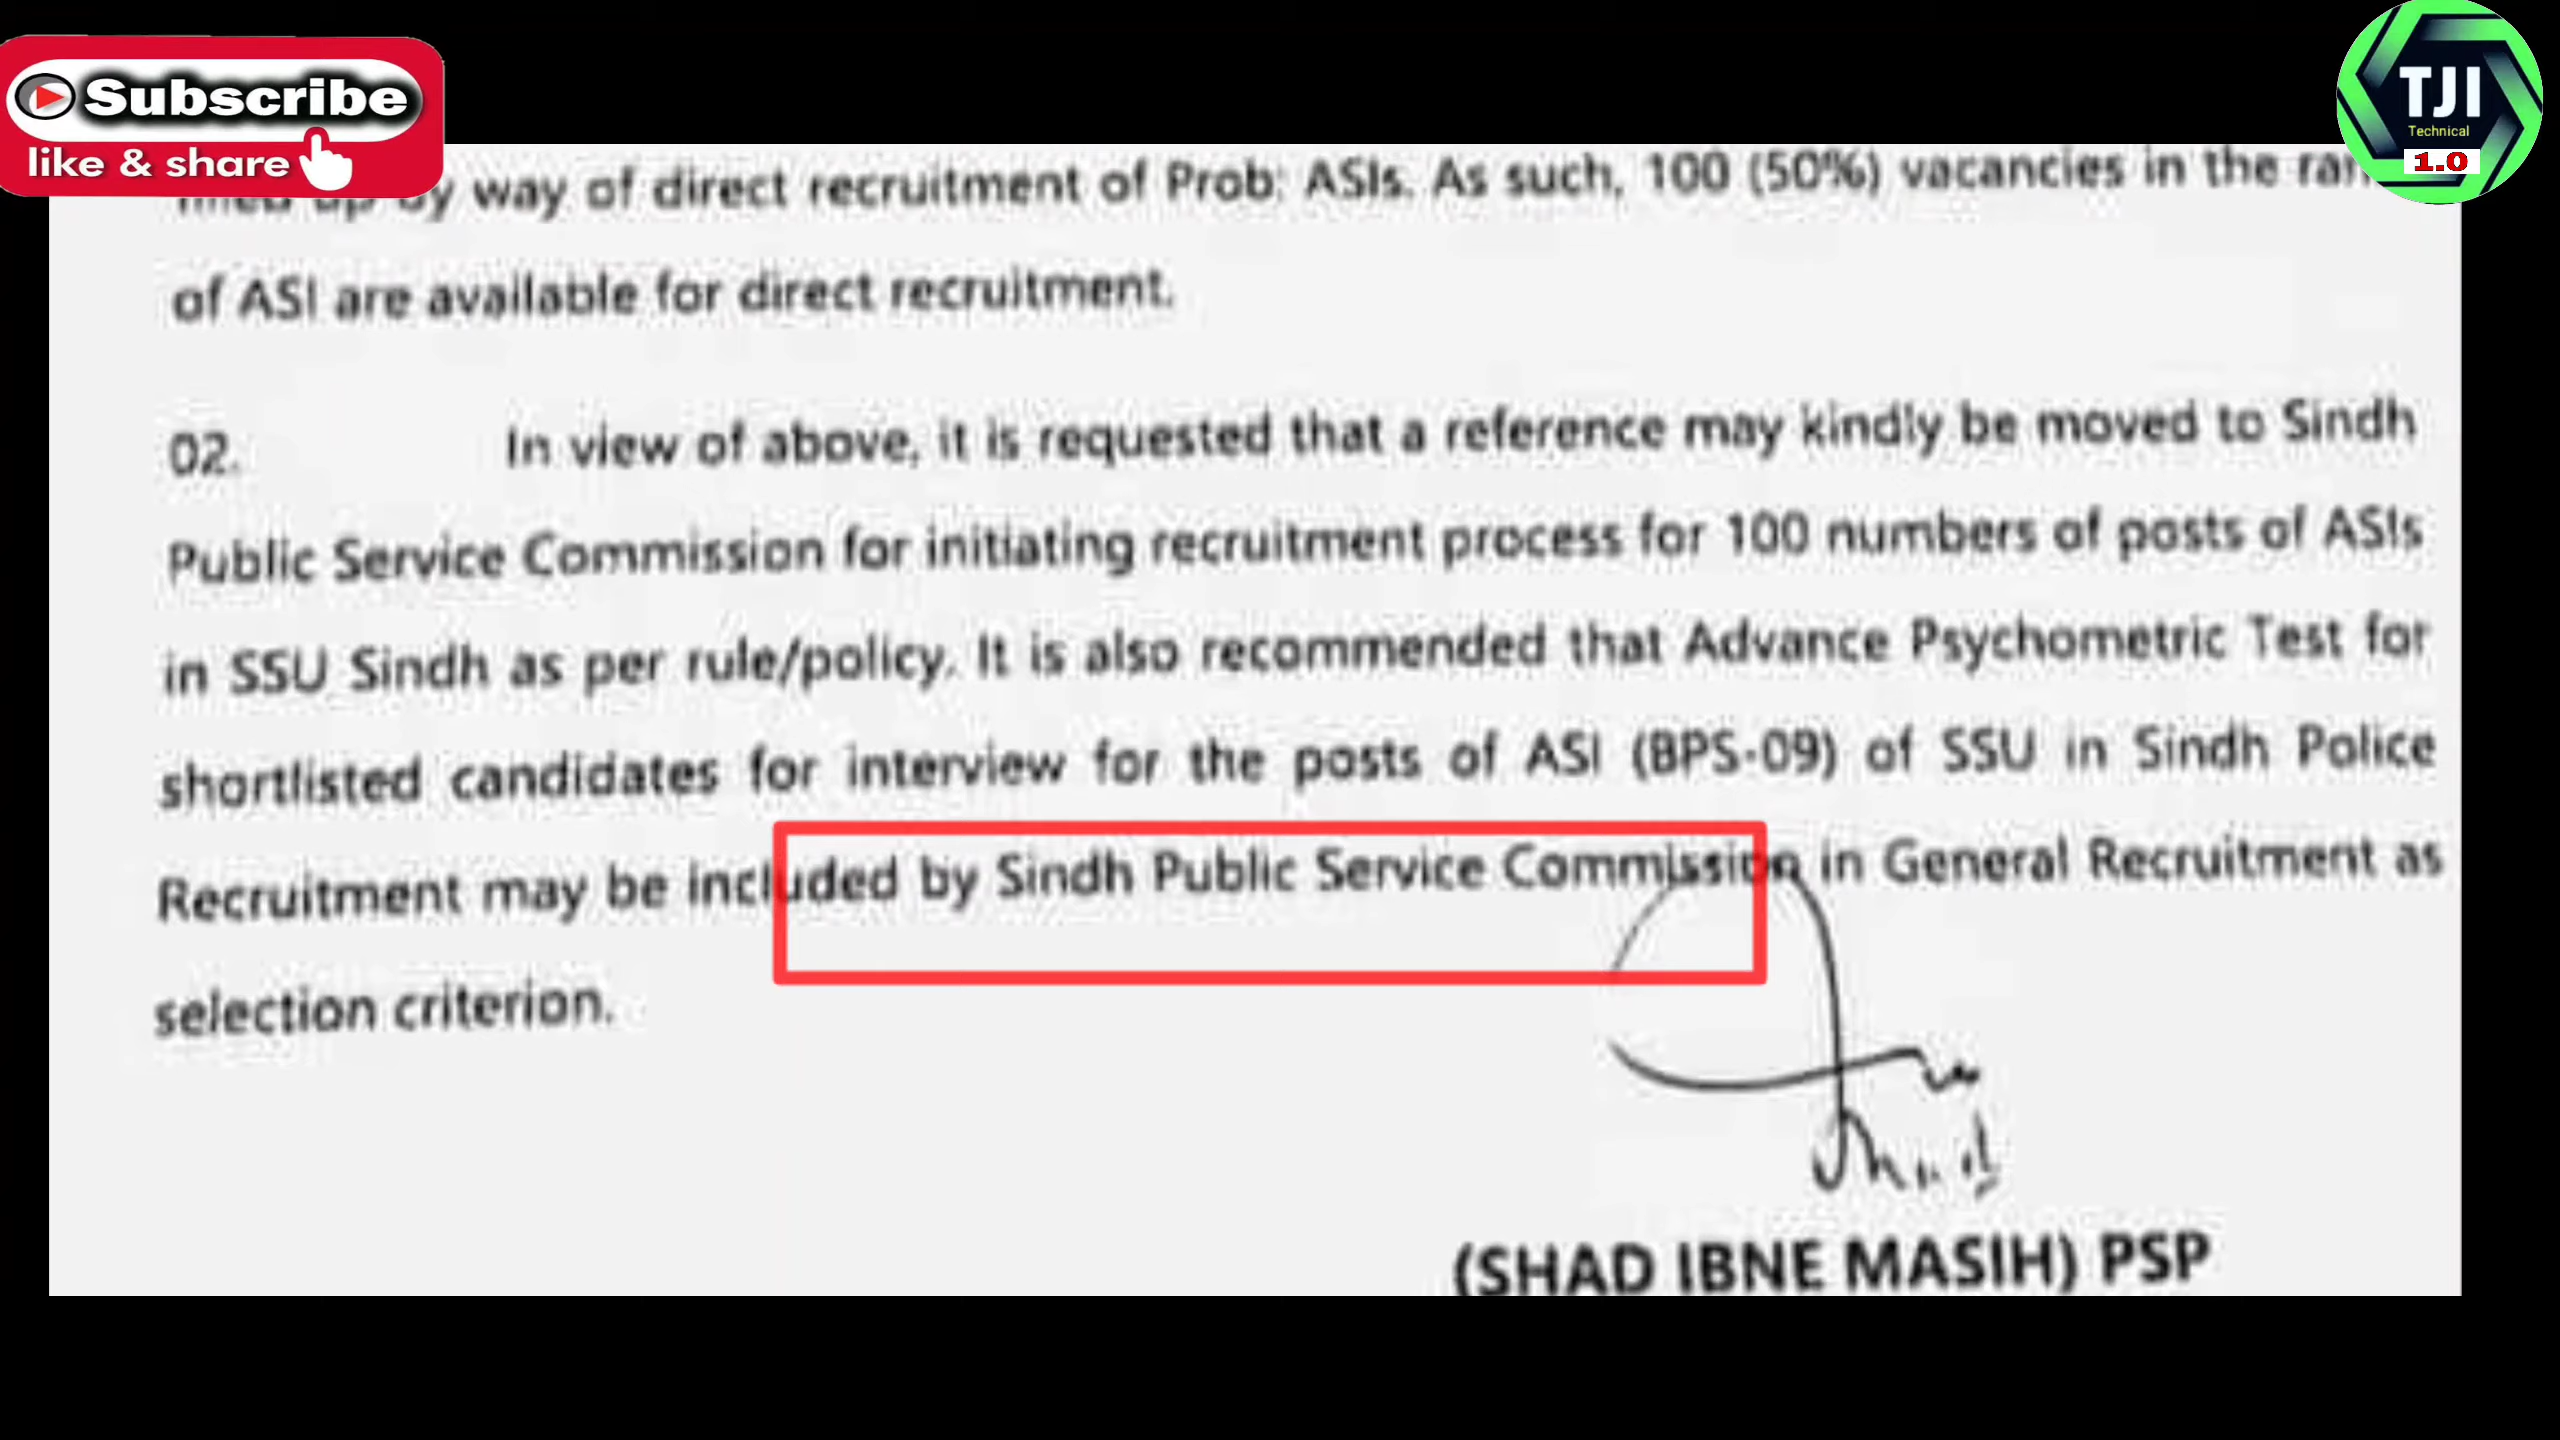 Subscribe
like & share
TJI
Technical
1.0
filled up by way of direct recruitment of Prob: ASIs. As such, 100 (50%) vacancies in the
of ASI are available for direct recruitment.
02. In view of above, it is requested that a reference may kindly be moved to Sindh
Public Service Commission for initiating recruitment process for 100 numbers of posts of ASIs
in SSU Sindh as per rule/policy. It is also recommended that Advance Psychometric Test for
shortlisted candidates for interview for the posts of ASI (BPS-09) of SSU in Sindh Police
Recruitment may be included by Sindh Public Service Commission in General Recruitment as
selection criterion.
(SHAD IBNE MASIH) PSP